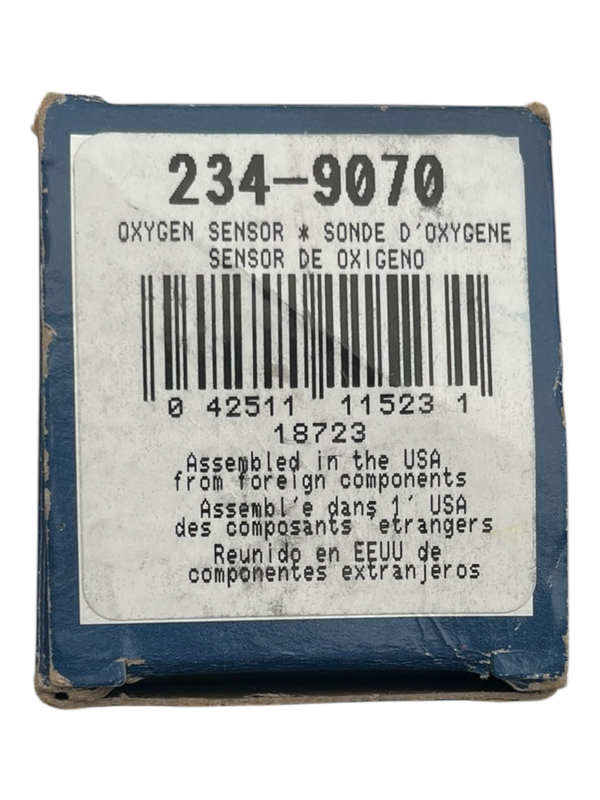 234-9070
OXYGEN SENSOR * SONDE D'OXYGENE
SENSOR DE OXIGENO
0 42511 11523 1
18723
Assembled in the USA
from foreign components
Assembl'e dans l' USA
des composants 'etrangers
Reunido en EEUU de
componentes extranjeros